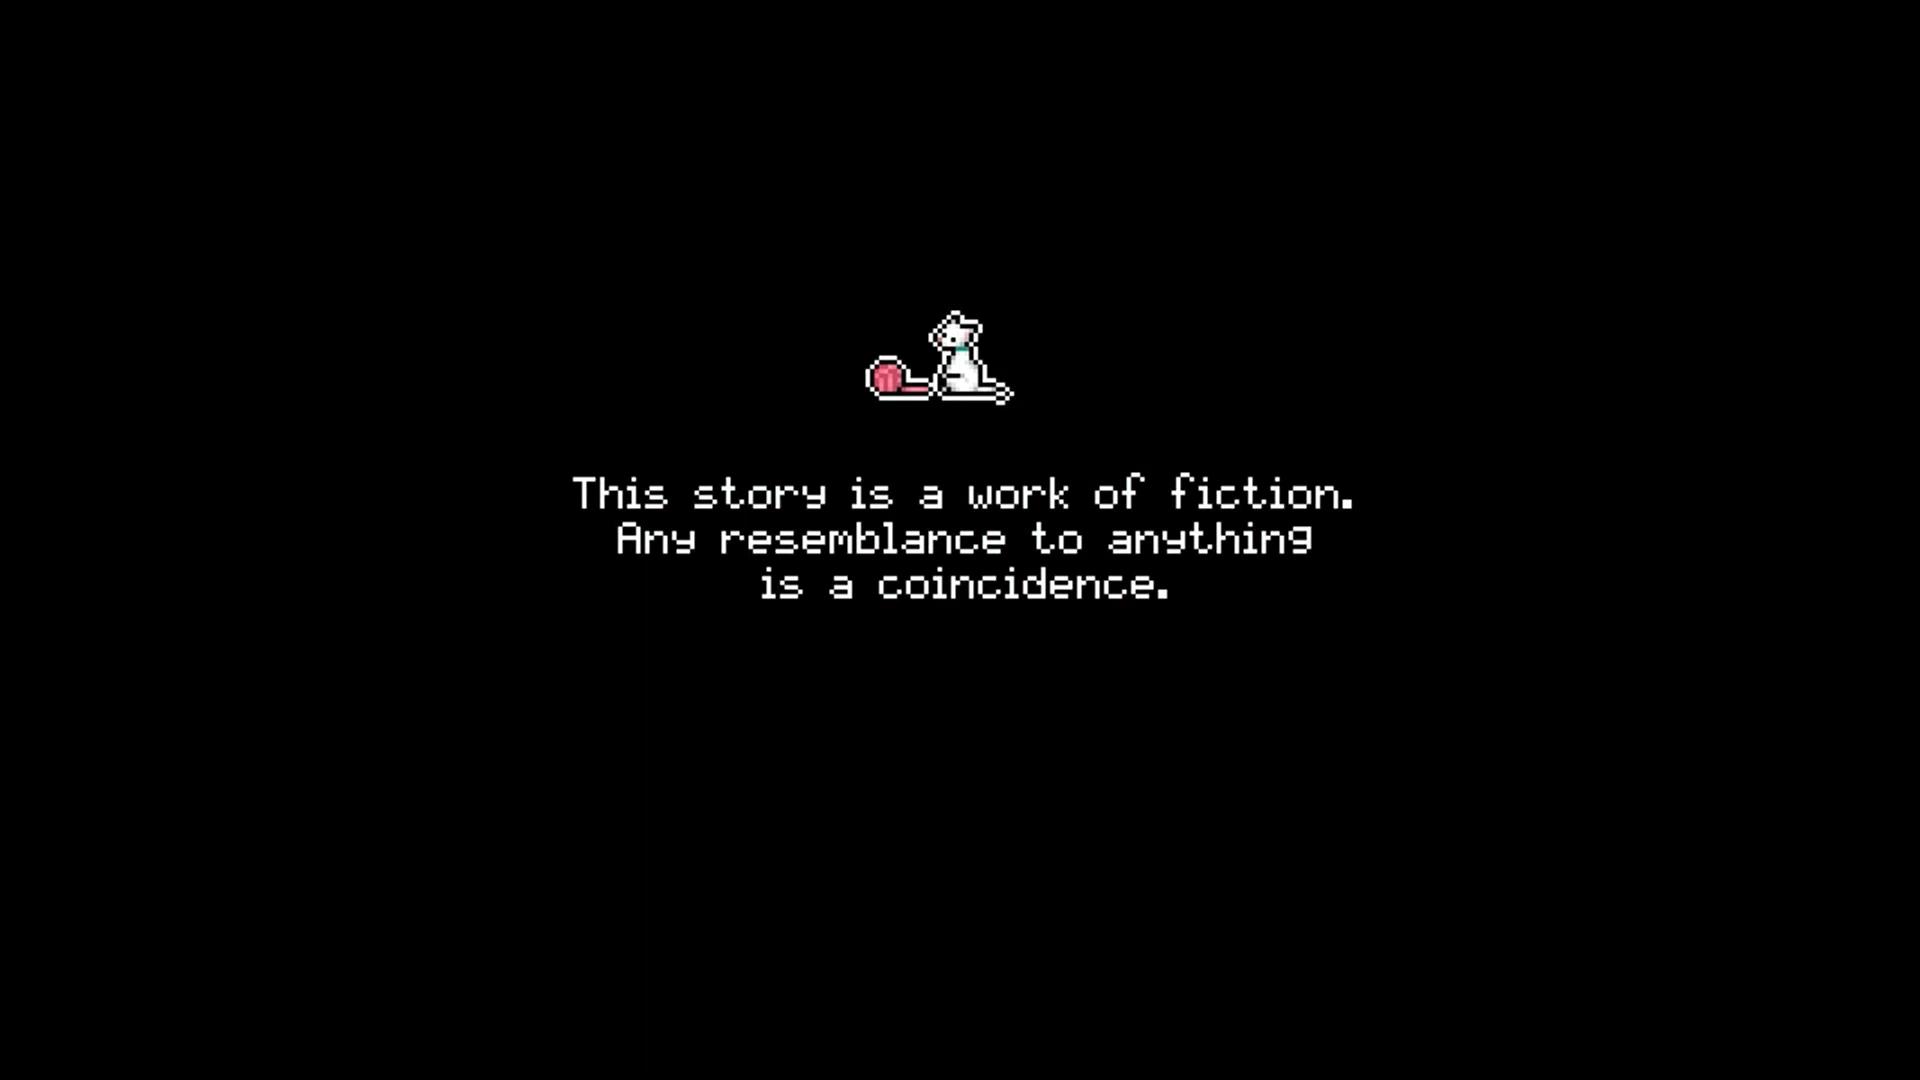 This story is a work of fiction.
Any resemblance to anything
is a coincidence.